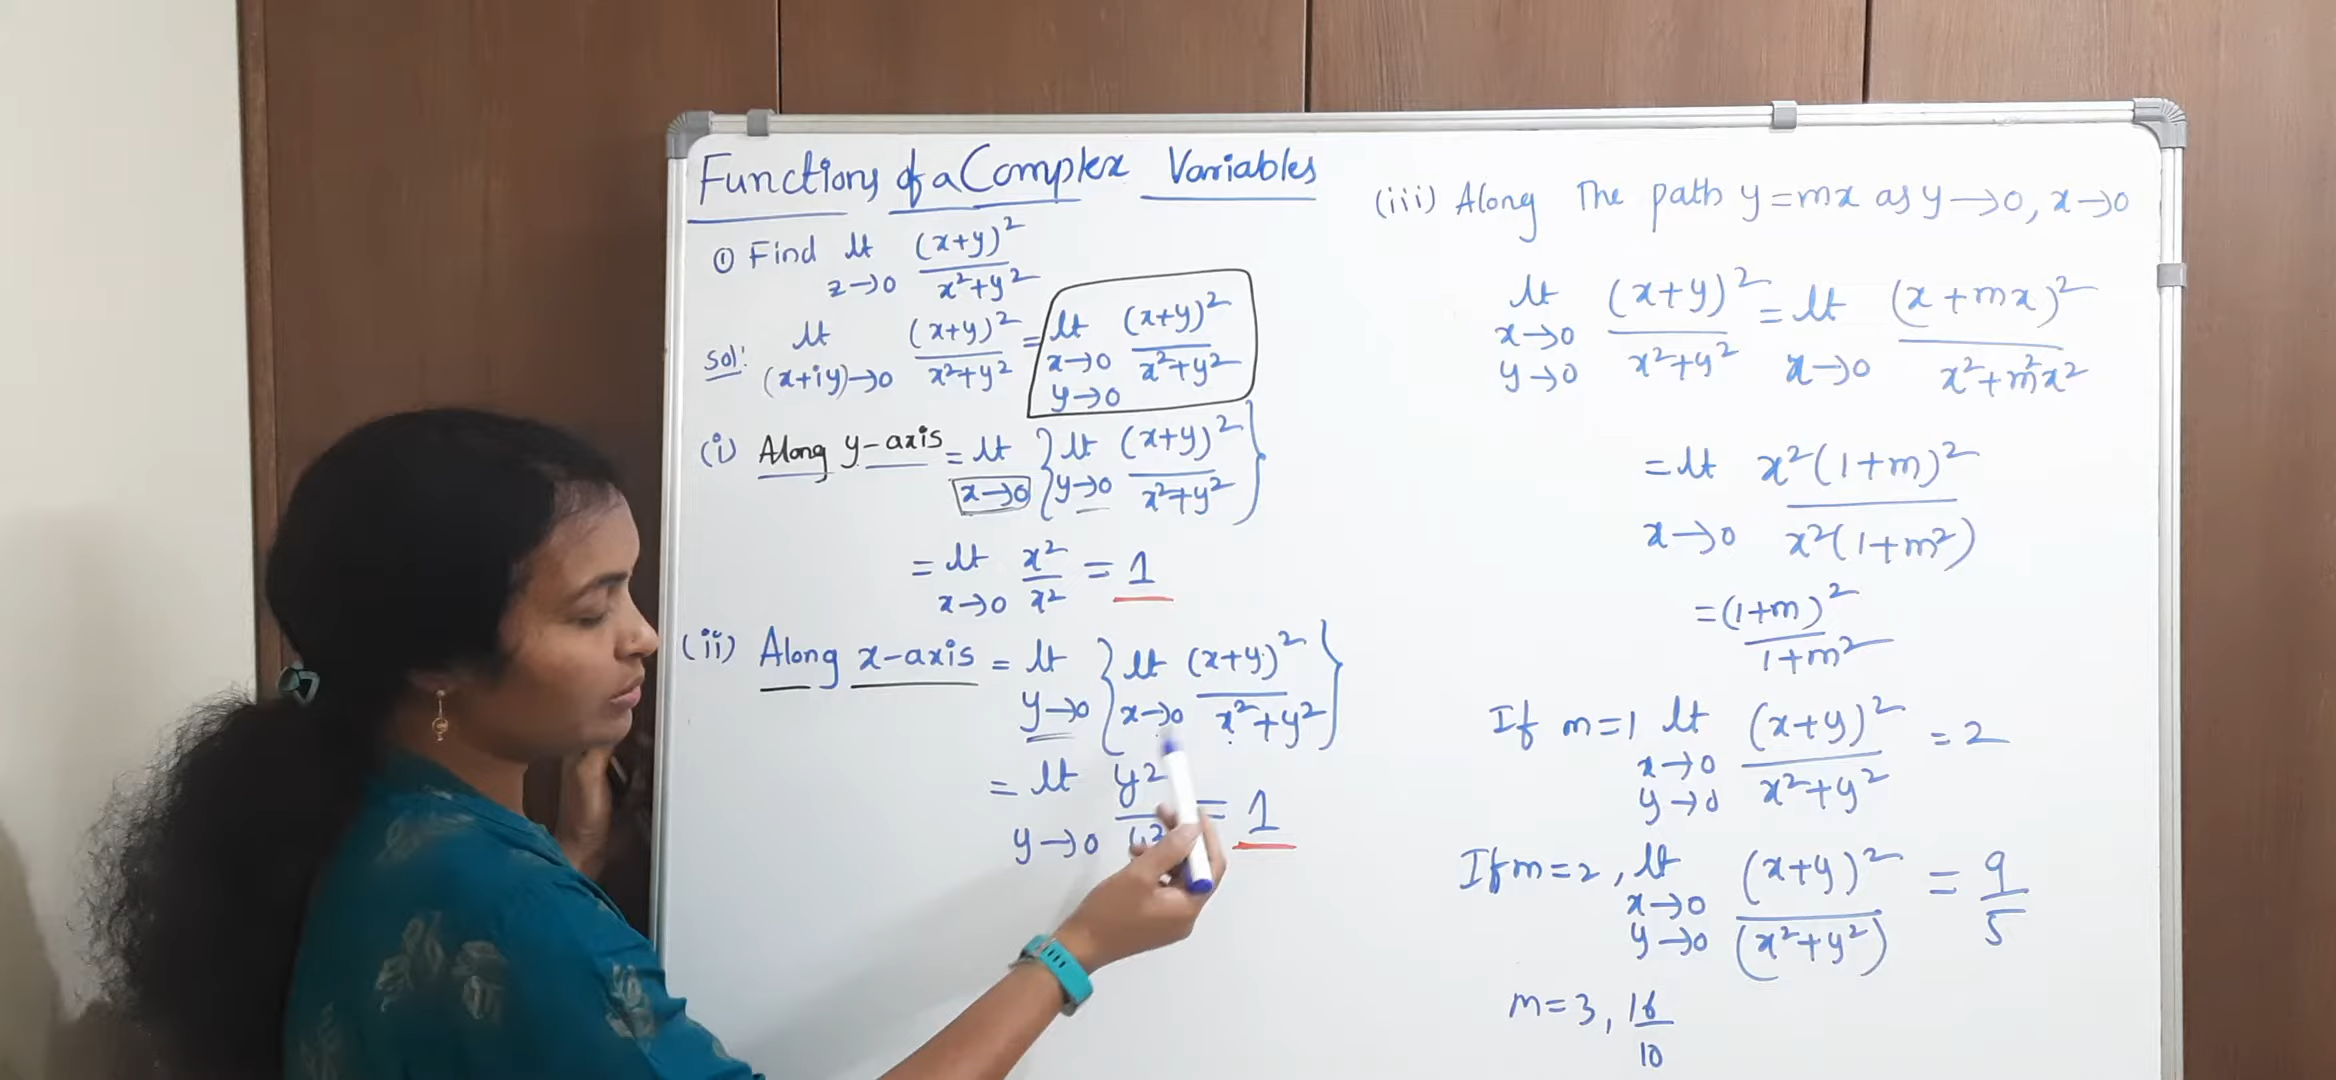 Functions of a Complex Variables
① Find lt z→0 (x+y)²/x²+y²
Sol: lt (x+iy)→0 (x+y)²/x²+y² = lt x→0 y→0 (x+y)²/x²+y²
(i) Along y-axis = lt x→0 { lt y→0 (x+y)²/x²+y² }
= lt x→0 x²/x² = 1
(ii) Along x-axis = lt y→0 { lt x→0 (x+y)²/x²+y² }
= lt y→0 y²/y² = 1
(iii) Along The path y=mx as y→0, x→0
lt x→0 y→0 (x+y)²/x²+y² = lt x→0 (x+mx)²/x²+m²x²
= lt x→0 x²(1+m)²/x²(1+m²)
= (1+m)²/1+m²
If m=1 lt x→0 y→0 (x+y)²/x²+y² = 2
If m=2, lt x→0 y→0 (x+y)²/(x²+y²) = 9/5
m=3, 16/10